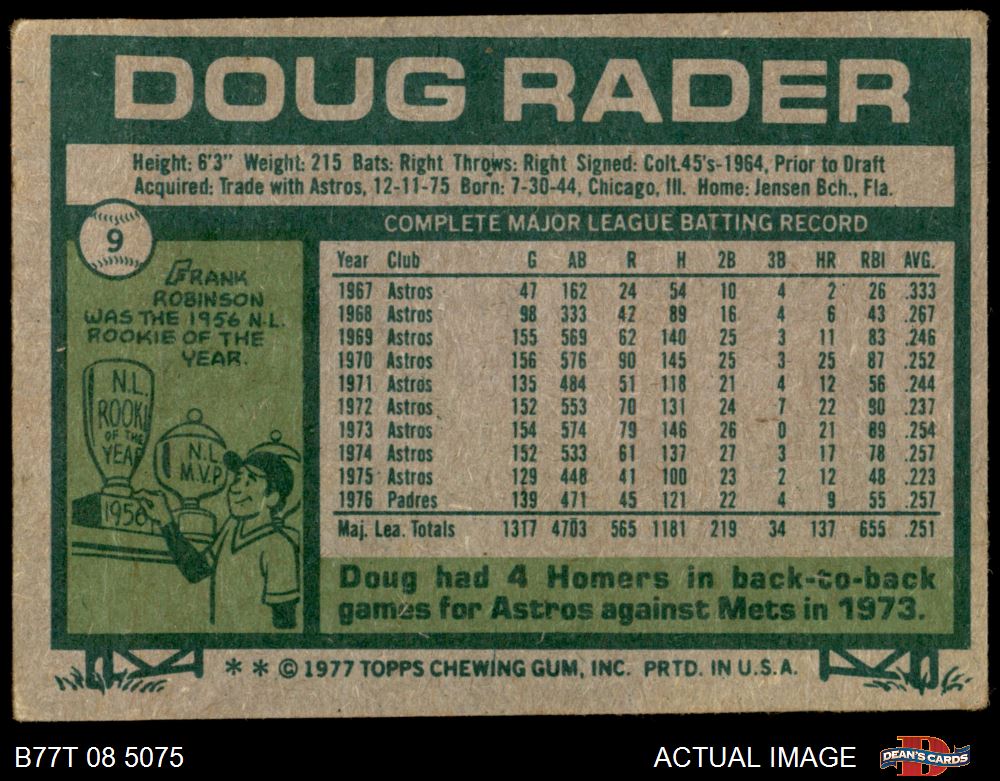 DOUG RADER
Height: 6'3" Weight: 215 Bats: Right Throws: Right Signed: Colt.45's-1964, Prior to Draft
Acquired: Trade with Astros, 12-11-75 Born: 7-30-44, Chicago, Ill. Home: Jensen Bch., Fla.
9
COMPLETE MAJOR LEAGUE BATTING RECORD
FRANK
ROBINSON
WAS THE 1956 N.L.
ROOKIE OF THE
YEAR.
N.L.
ROOKI
OF THE
YEAR
1956
N.L.
M.V.P
Year Club G AB R H 2B 3B HR RBI AVG.
1967 Astros 47 162 24 54 10 4 2 26 .333
1968 Astros 98 333 42 89 16 4 6 43 .267
1969 Astros 155 569 62 140 25 3 11 83 .246
1970 Astros 156 576 90 145 25 3 25 87 .252
1971 Astros 135 484 51 118 21 4 12 56 .244
1972 Astros 152 553 70 131 24 7 22 90 .237
1973 Astros 154 574 79 146 26 0 21 89 .254
1974 Astros 152 533 61 137 27 3 17 78 .257
1975 Astros 129 448 41 100 23 2 12 48 .223
1976 Padres 139 471 45 121 22 4 9 55 .257
Maj. Lea. Totals 1317 4703 565 1181 219 34 137 655 .251
Doug had 4 Homers in back-to-back
games for Astros against Mets in 1973.
* * © 1977 TOPPS CHEWING GUM, INC. PRTD. IN U.S.A.
B77T 08 5075
ACTUAL IMAGE
DEAN'S CARDS